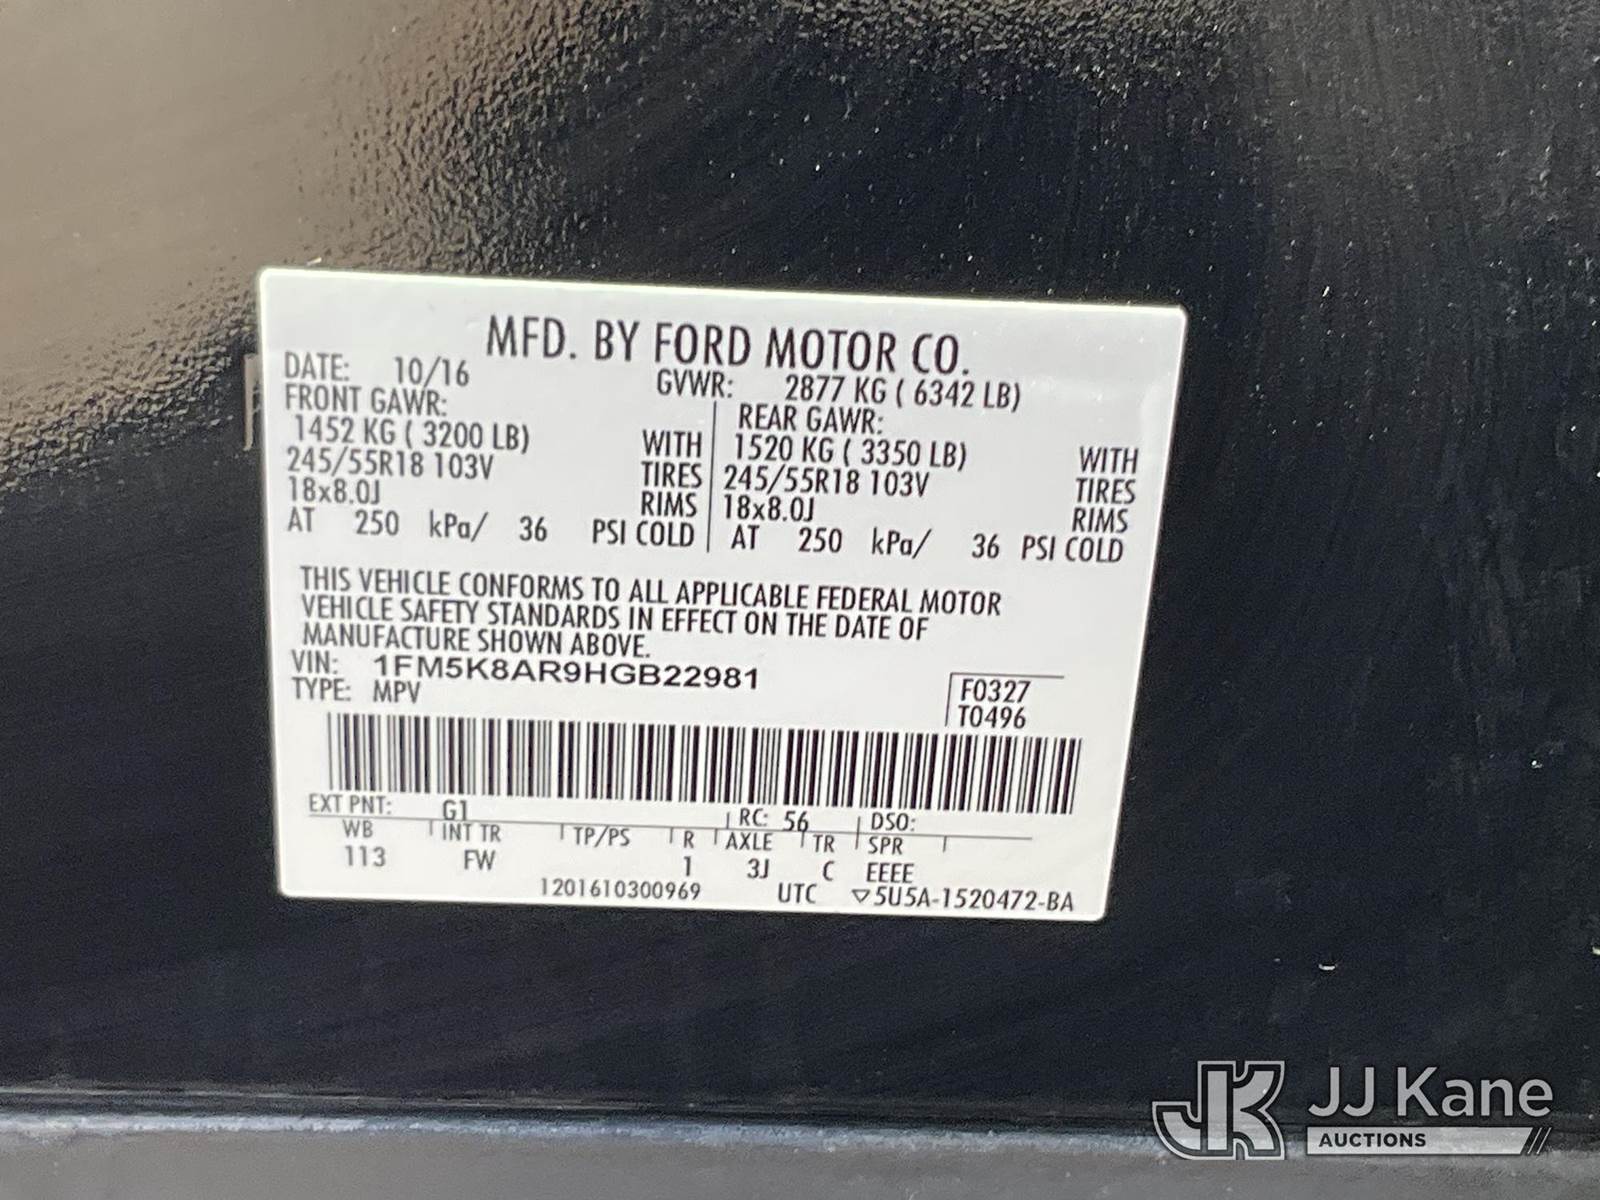 MFD. BY FORD MOTOR CO.
DATE: 10/16 GVWR: 2877 KG ( 6342 LB)
FRONT GAWR: REAR GAWR:
1452 KG ( 3200 LB) WITH 1520 KG ( 3350 LB) WITH
245/55R18 103V TIRES 245/55R18 103V TIRES
18x8.0J RIMS 18x8.0J RIMS
AT 250 kPa/ 36 PSI COLD AT 250 kPa/ 36 PSI COLD
THIS VEHICLE CONFORMS TO ALL APPLICABLE FEDERAL MOTOR
VEHICLE SAFETY STANDARDS IN EFFECT ON THE DATE OF
MANUFACTURE SHOWN ABOVE.
VIN: 1FM5K8AR9HGB22981
TYPE: MPV
F0327
T0496
EXT PNT: G1 RC: 56 DSO:
WB INT TR TP/PS R AXLE TR SPR
113 FW 1 3J C EEEE
1201610300969 UTC ▽5U5A-1520472-BA
JK JJ Kane
AUCTIONS